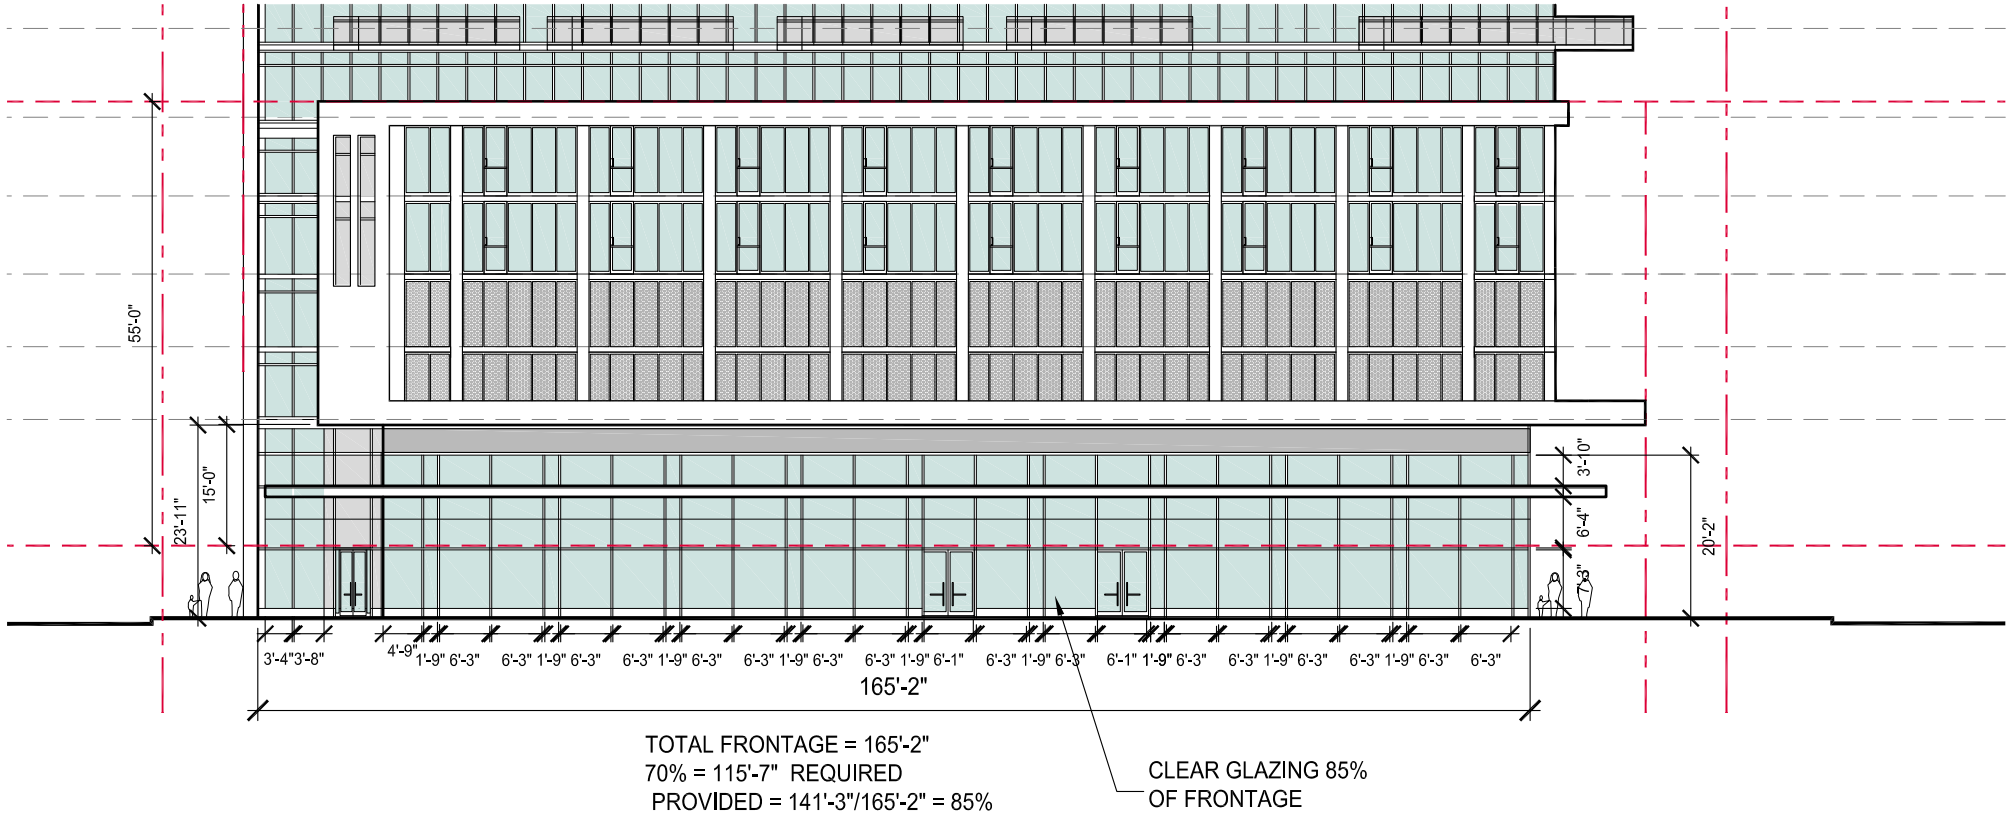 55'-0"
23'-11"
15'-0"
3'-10"
6'-4"
20'-2"
3'-4" 3'-8" 4'-9" 1'-9" 6'-3" 6'-3" 1'-9" 6'-3" 6'-3" 1'-9" 6'-3" 6'-3" 1'-9" 6'-3" 6'-3" 1'-9" 6'-1" 6'-3" 1'-9" 6'-3" 6'-1" 1'-9" 6'-3" 6'-3" 1'-9" 6'-3" 6'-3" 1'-9" 6'-3" 6'-3"
165'-2"
TOTAL FRONTAGE = 165'-2"
70% = 115'-7" REQUIRED
PROVIDED = 141'-3"/165'-2" = 85%
CLEAR GLAZING 85%
OF FRONTAGE